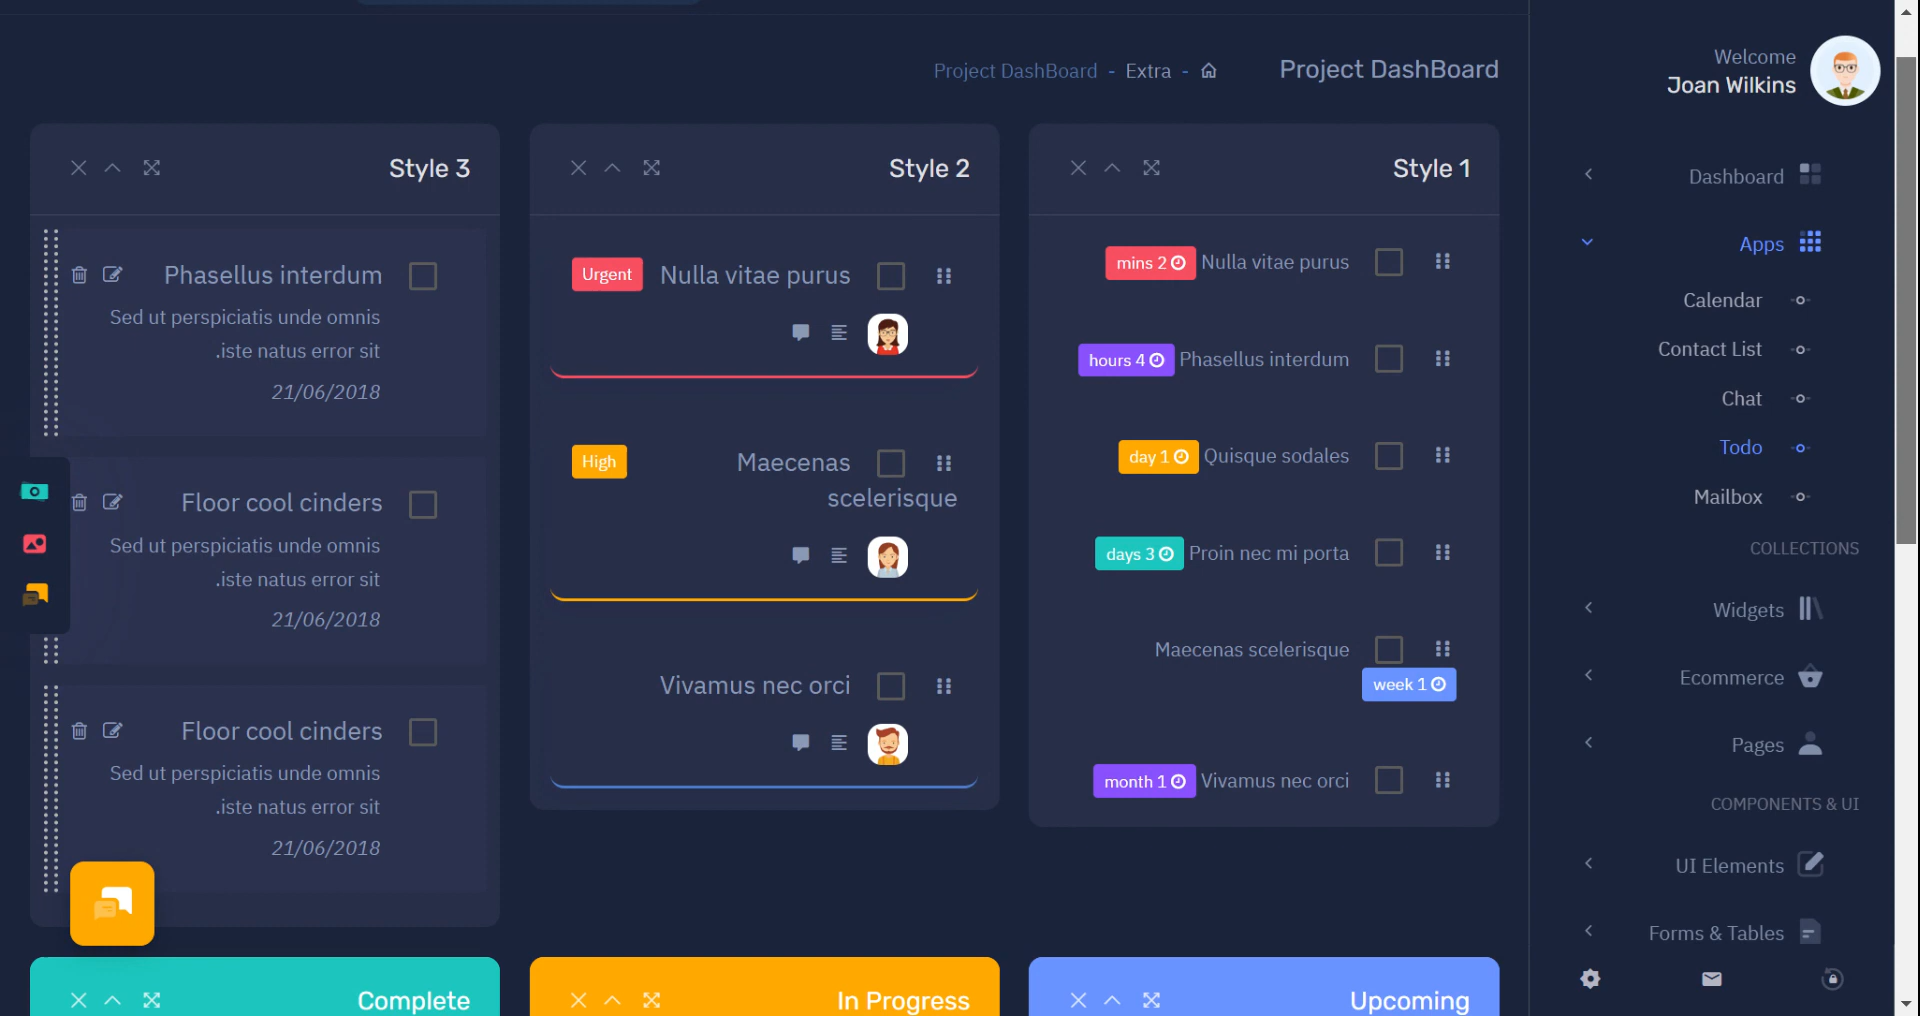 Project DashBoard
Project DashBoard - Extra -
Welcome
Joan Wilkins
Dashboard
Apps
Calendar
Contact List
Chat
Todo
Mailbox
COLLECTIONS
Widgets
Ecommerce
Pages
COMPONENTS & UI
UI Elements
Forms & Tables
Style 1
Nulla vitae purus
mins 2
Phasellus interdum
hours 4
Quisque sodales
day 1
Proin nec mi porta
days 3
Maecenas scelerisque
week 1
Vivamus nec orci
month 1
Style 2
Nulla vitae purus
Urgent
Maecenas
High
scelerisque
Vivamus nec orci
Style 3
Phasellus interdum
Sed ut perspiciatis unde omnis
.iste natus error sit
21/06/2018
Floor cool cinders
Sed ut perspiciatis unde omnis
.iste natus error sit
21/06/2018
Floor cool cinders
Sed ut perspiciatis unde omnis
.iste natus error sit
21/06/2018
Upcoming
In Progress
Complete